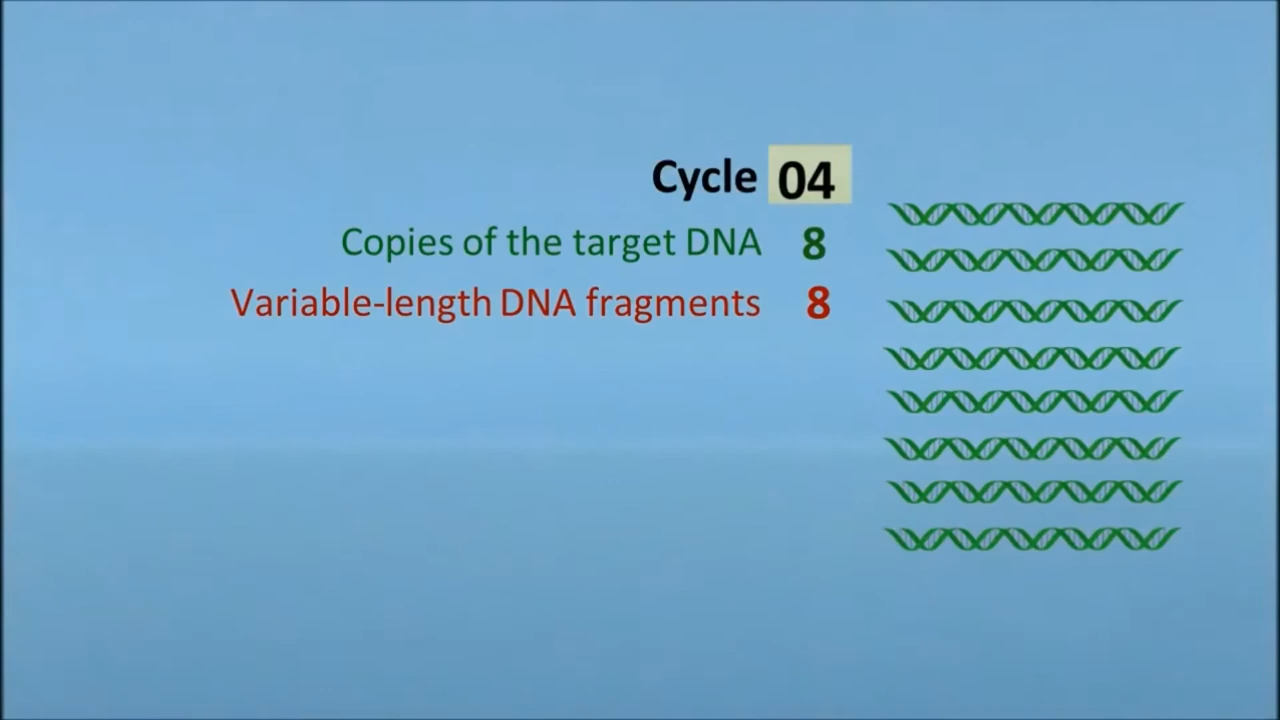 Cycle 04
Copies of the target DNA 8
Variable-length DNA fragments 8